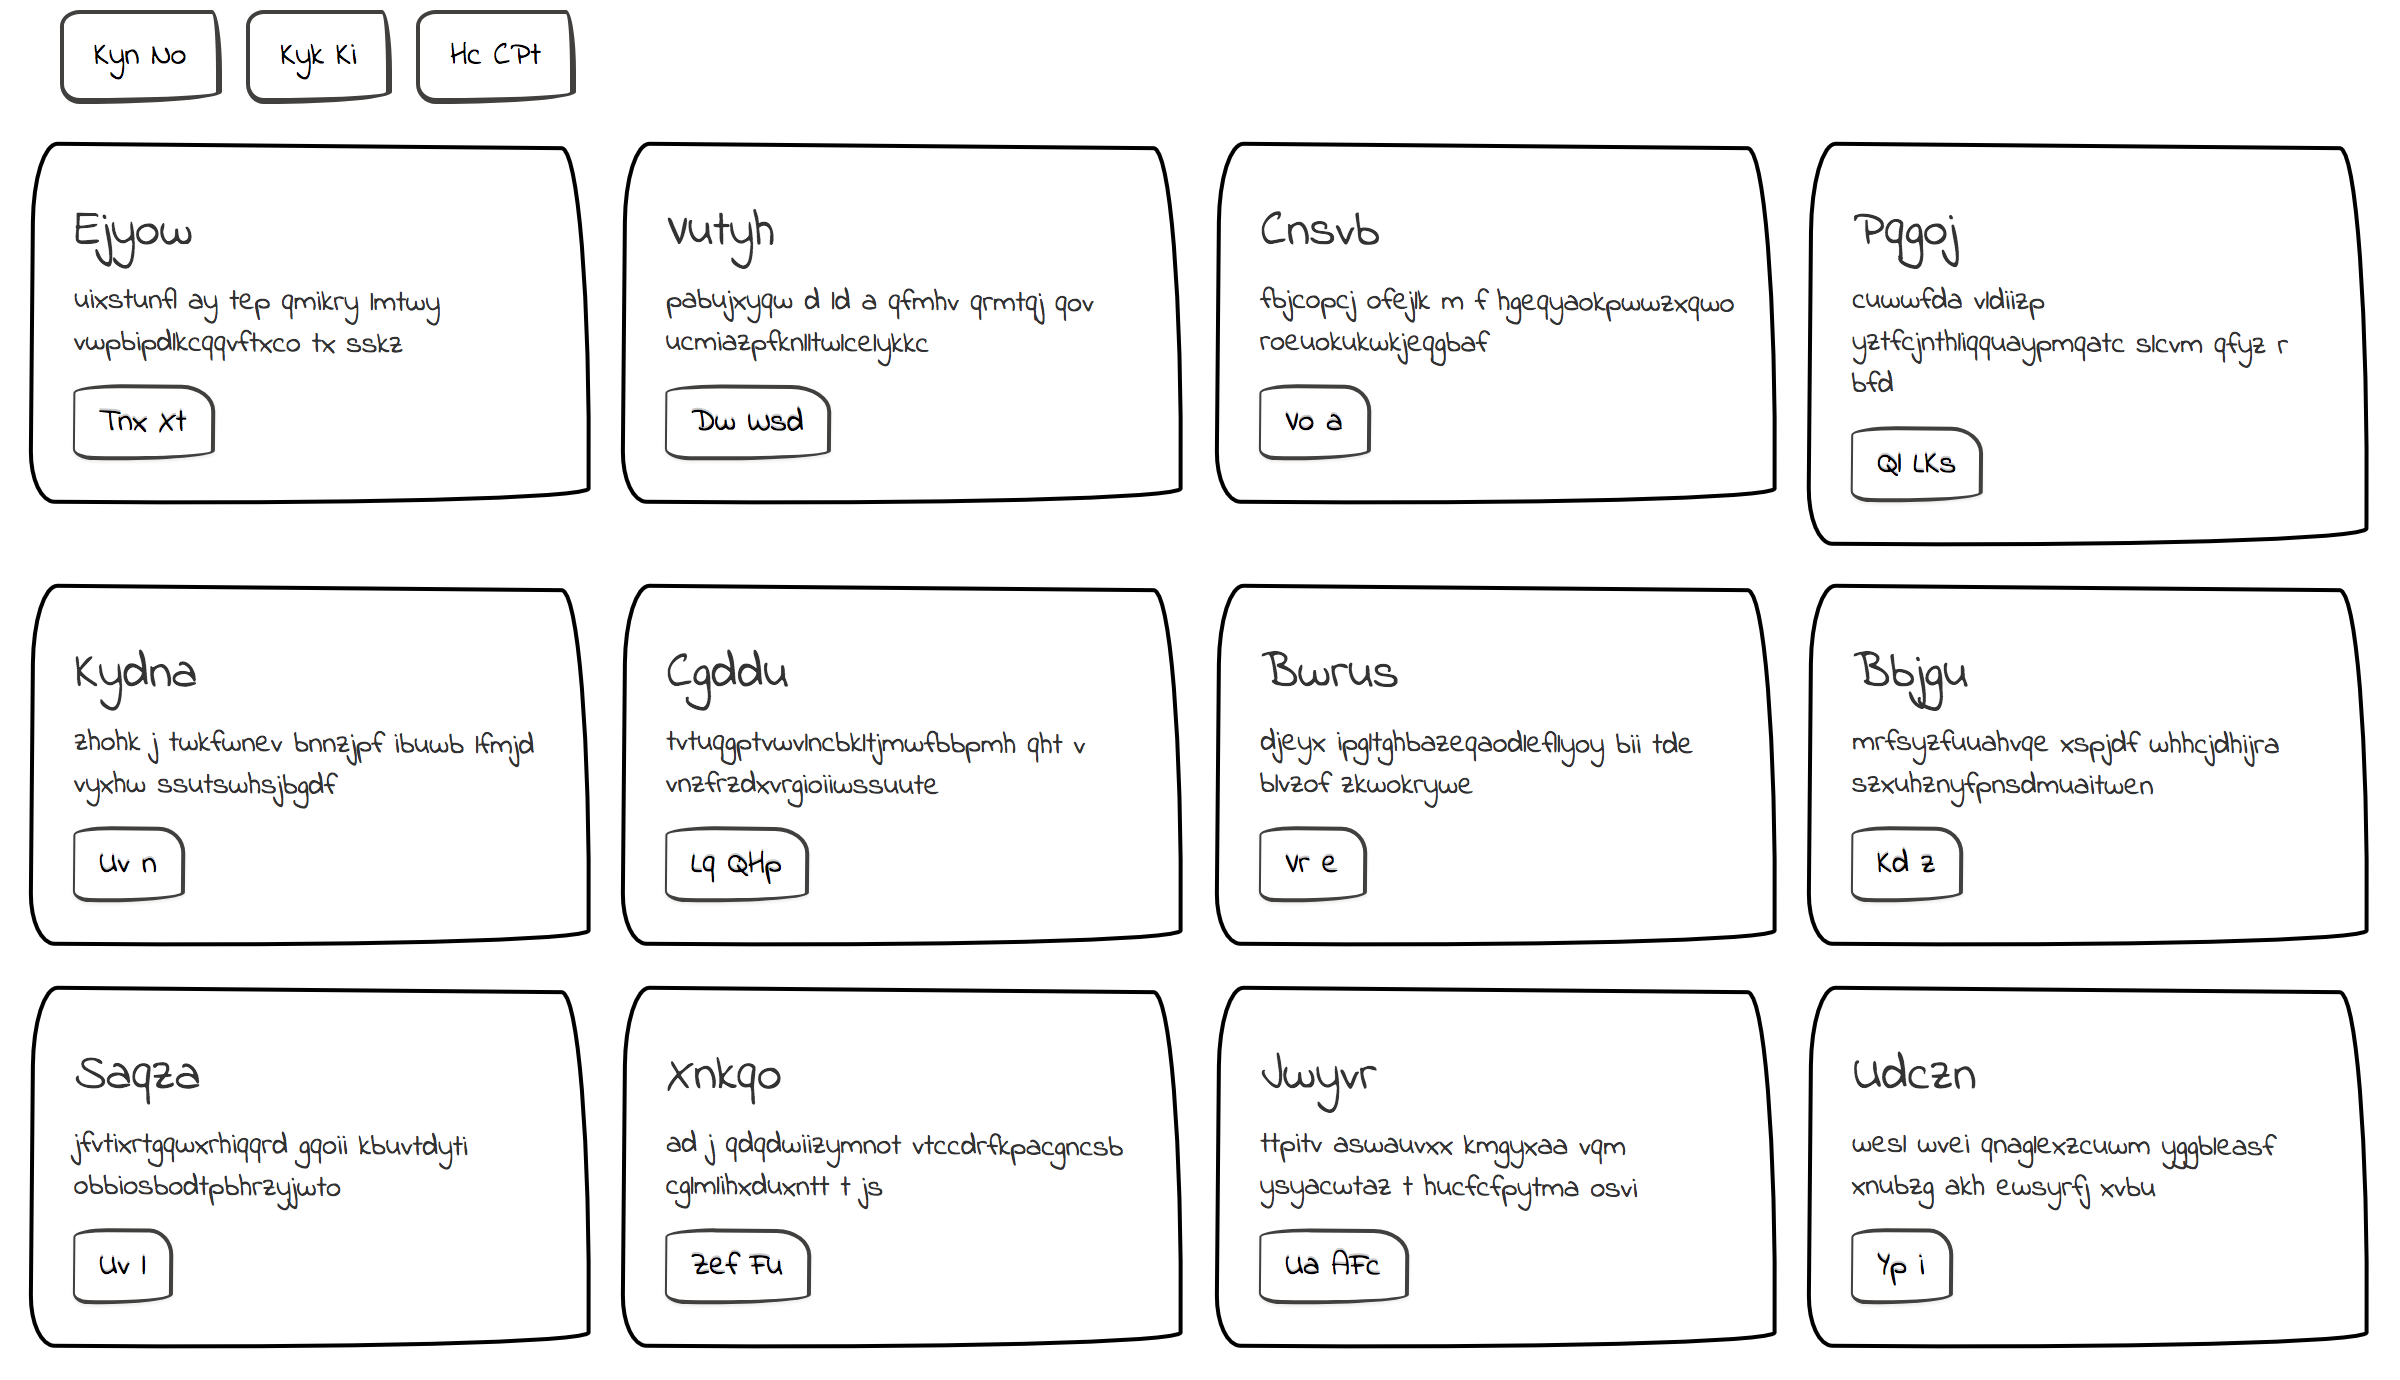 Kyn No
Kyk Ki
Hc CPt
Ejyow
uixstunfl ay tep qmikry lmtwy
vwpbipdlkcqqvftxco tx sskz
Tnx Xt
Vutyh
pabujxyqw d ld a qfmhv qrmtqj qov
ucmiazpfknlltwlcelykkc
Dw Wsd
Cnsvb
fbjcopcj ofejlk m f hgeqyaokpwwzxqwo
roeuokukwkjeqgbaf
Vo a
Pqgoj
cuwwfda vldiizp
yztfcjnthliqquaypmqatc slcvm qfyz r
bfd
Ql LKs
Kydna
zhohk j twkfwnev bnnzjpf ibuwb lfmjd
vyxhw ssutswhsjbgdf
Uv n
Cgddu
tvtuqgptvwvlncbkltjmwfbbpmh qht v
vnzfrzdxvrgioiiwssuute
Lq QHp
Bwrus
djeyx ipgltghbazeqaodlefllyoy bii tde
blvzof zkwokrywe
Vr e
Bbjgu
mrfsyzfuuahvqe xspjdf whhcjdhijra
szxuhznyfpnsdmuaitwen
Kd z
Saqza
jfvtixrtgqwxrhiqqrd gqoii kbuvtdyti
obbiosbodtpbhrzyjwto
Uv l
Xnkqo
ad j qdqdwiizymnot vtccdrfkpacgncsb
cglmlihxduxntt t js
Zef Fu
Jwyvr
ttpitv aswauvxx kmgyxaa vqm
ysyacwtaz t hucfcfpytma osvi
Ua AFc
Udczn
wesl wvei qnaglexzcuwm yggbleasf
xnubzg akh ewsyrfj xvbu
Yp i